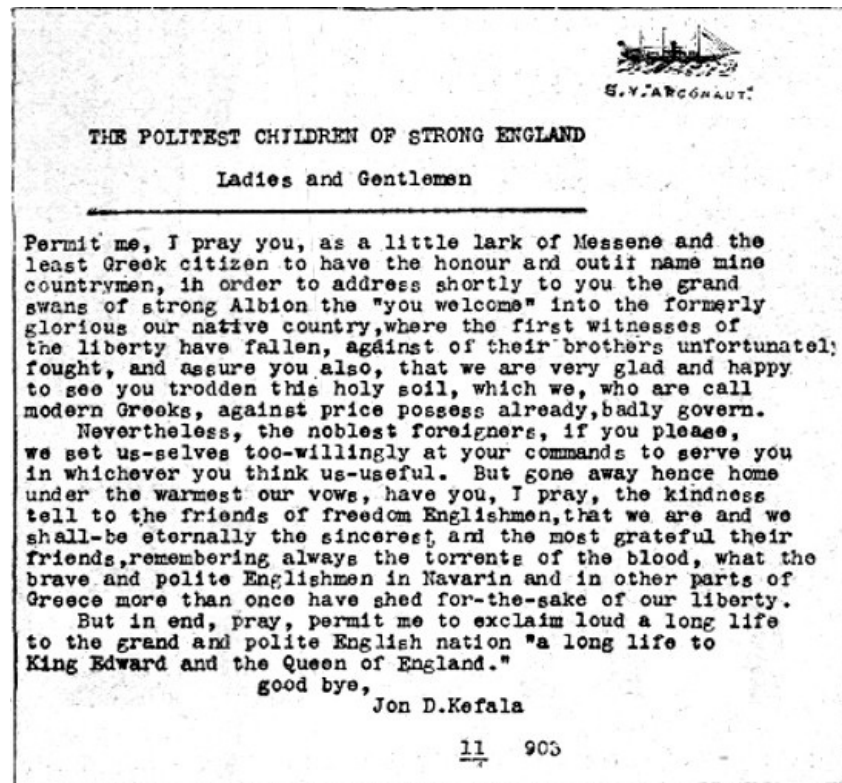 S.Y."ARGONAUT."
THE POLITEST CHILDREN OF STRONG ENGLAND
Ladies and Gentlemen
Permit me, I pray you, as a little lark of Messene and the
least Greek citizen to have the honour and outit name mine
countrymen, in order to address shortly to you the grand
swans of strong Albion the "you welcome" into the formerly
glorious our native country,where the first witnesses of
the liberty have fallen, against of their brothers unfortunately
fought, and assure you also, that we are very glad and happy
to see you trodden this holy soil, which we, who are call
modern Greeks, against price possess already,badly govern.
Nevertheless, the noblest foreigners, if you please,
we set us-selves too-willingly at your commands to serve you
in whichever you think us-useful. But gone away hence home
under the warmest our vows, have you, I pray, the kindness
tell to the friends of freedom Englishmen,that we are and we
shall-be eternally the sincerest and the most grateful their
friends,remembering always the torrents of the blood, what the
brave and polite Englishmen in Navarin and in other parts of
Greece more than once have shed for-the-sake of our liberty.
But in end, pray, permit me to exclaim loud a long life
to the grand and polite English nation "a long life to
King Edward and the Queen of England."
good bye,
Jon D.Kefala
11 903